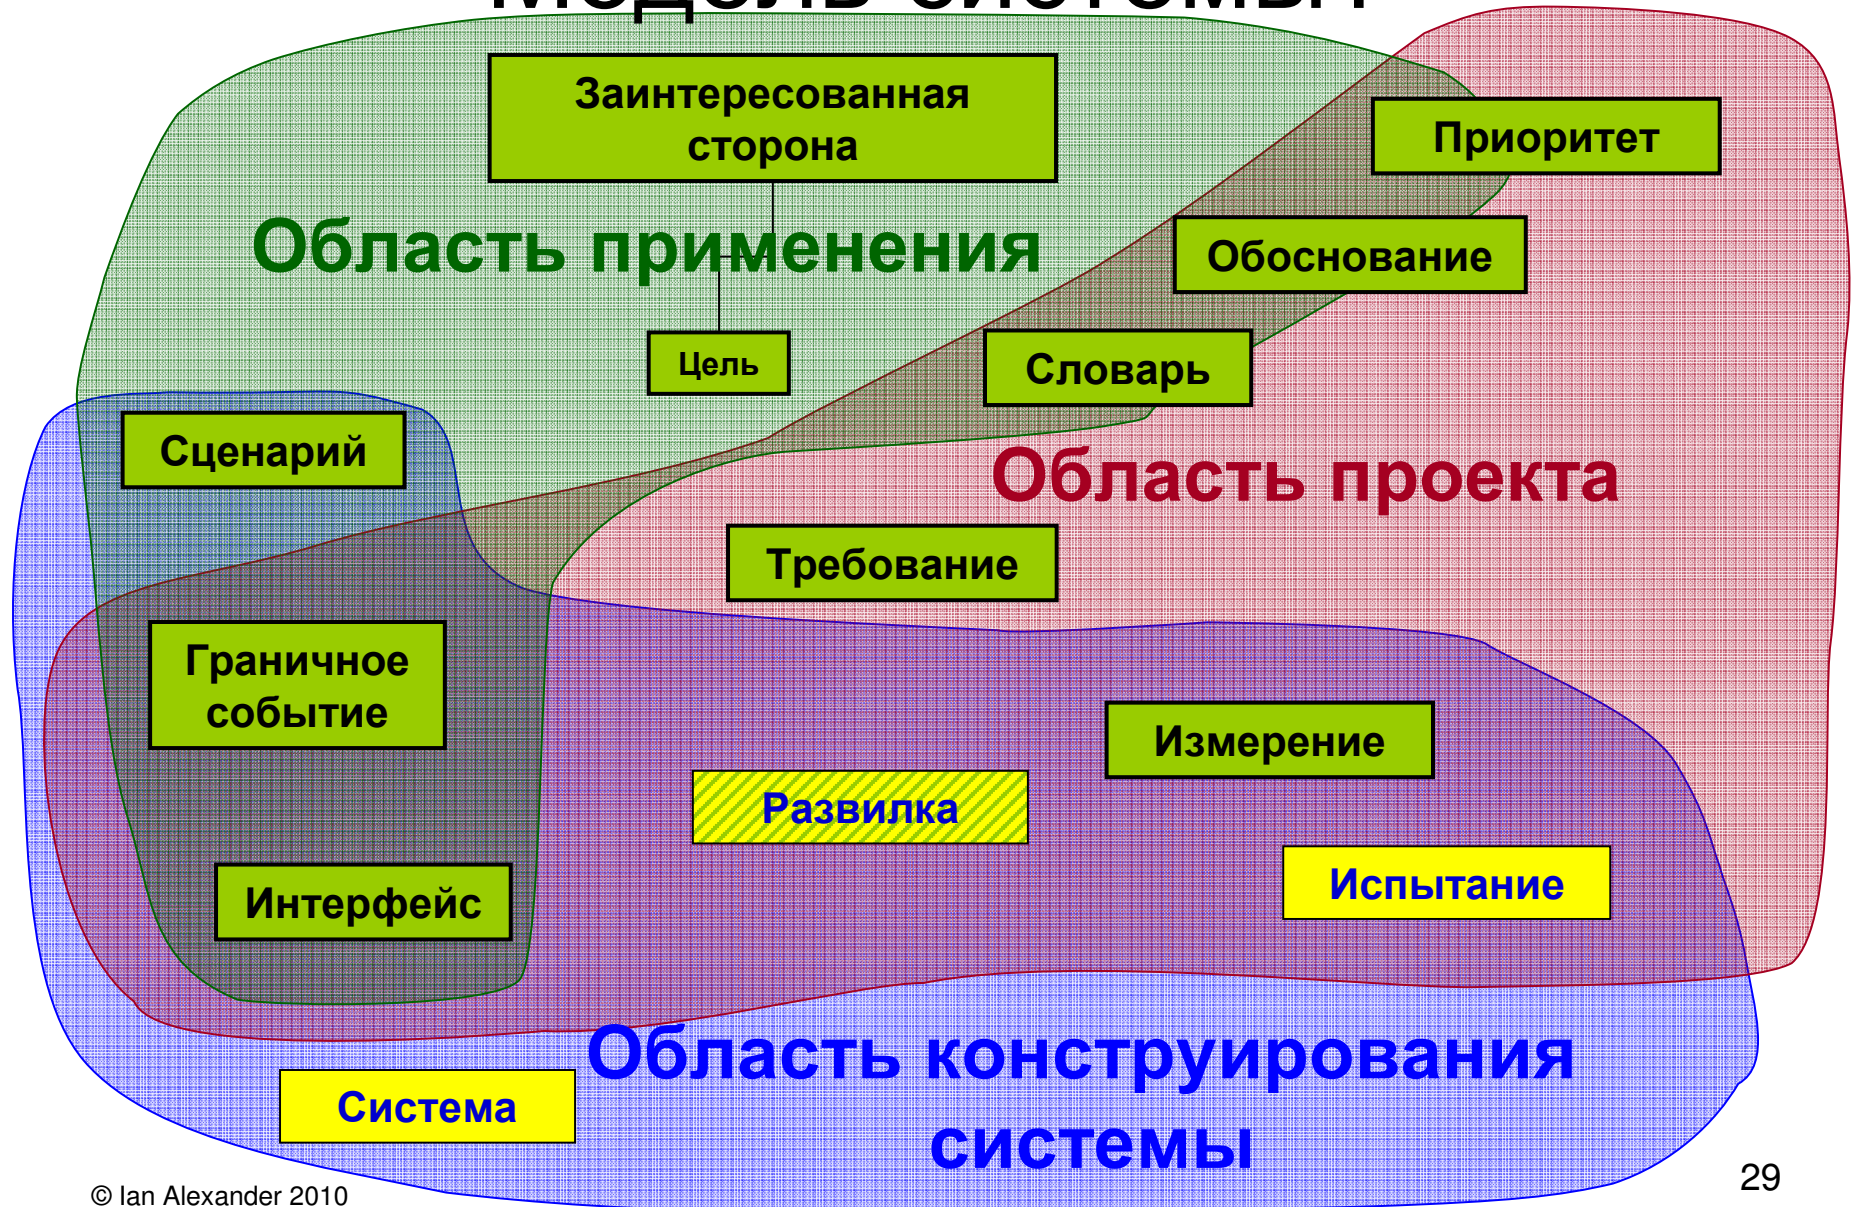 Заинтересованная
сторона
Приоритет
Область применения
Обоснование
Цель
Словарь
Сценарий
Область проекта
Требование
Граничное
событие
Измерение
Развилка
Испытание
Интерфейс
Область конструирования
системы
Система
© Ian Alexander 2010
29